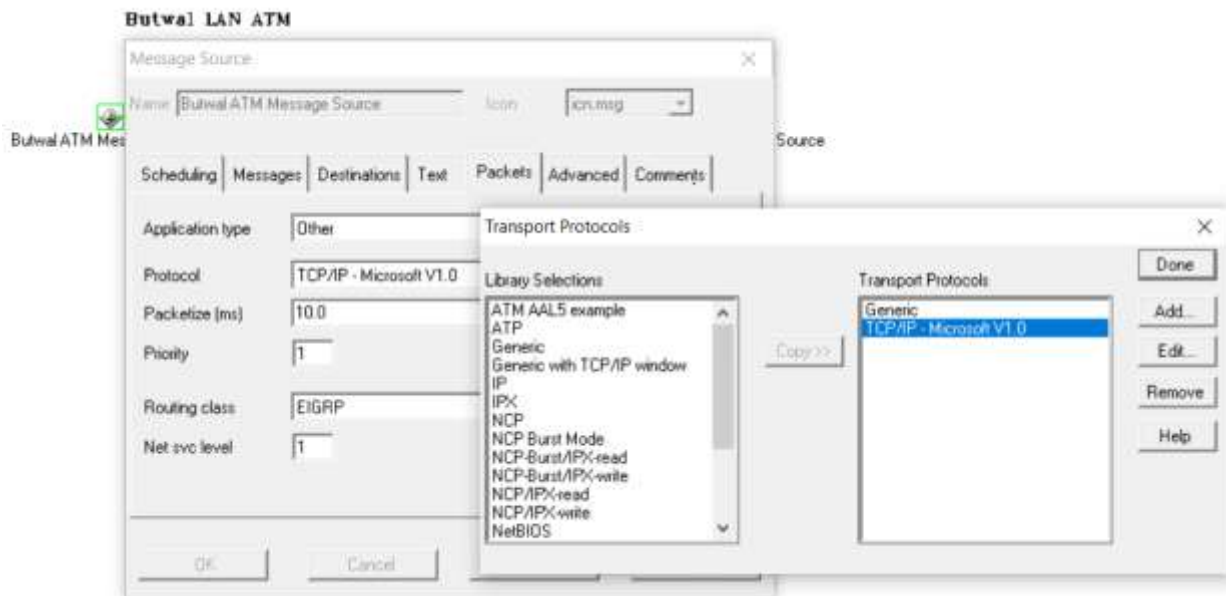 Butwal LAN ATM
Message Source
Name Butwal ATM Message Source Icon icn.msg
Butwal ATM Mes
Source
Scheduling Messages Destinations Text Packets Advanced Comments
Application type Other
Protocol TCP/IP - Microsoft V1.0
Packetize (ms) 10.0
Priority 1
Routing class EIGRP
Net svc level 1
OK Cancel
Transport Protocols
Library Selections
ATM AAL5 example
ATP
Generic
Generic with TCP/IP window
IP
IPX
NCP
NCP Burst Mode
NCP-Burst/IPX-read
NCP-Burst/IPX-write
NCP/IPX-read
NCP/IPX-write
NetBIOS
Copy >>
Transport Protocols
Generic
TCP/IP - Microsoft V1.0
Done
Add...
Edit...
Remove
Help